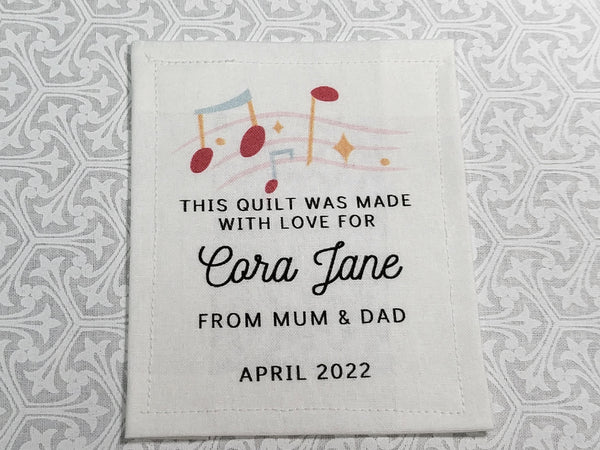 THIS QUILT WAS MADE
WITH LOVE FOR
Cora Jane
FROM MUM & DAD
APRIL 2022